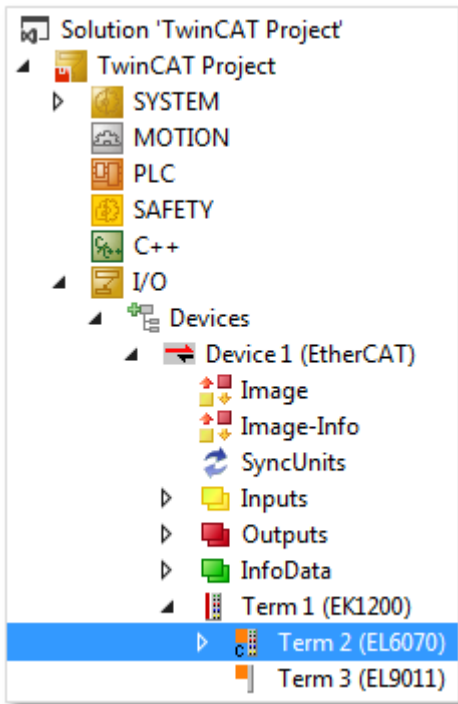 Solution 'TwinCAT Project'
TwinCAT Project
SYSTEM
MOTION
PLC
SAFETY
C++
I/O
Devices
Device 1 (EtherCAT)
Image
Image-Info
SyncUnits
Inputs
Outputs
InfoData
Term 1 (EK1200)
Term 2 (EL6070)
Term 3 (EL9011)